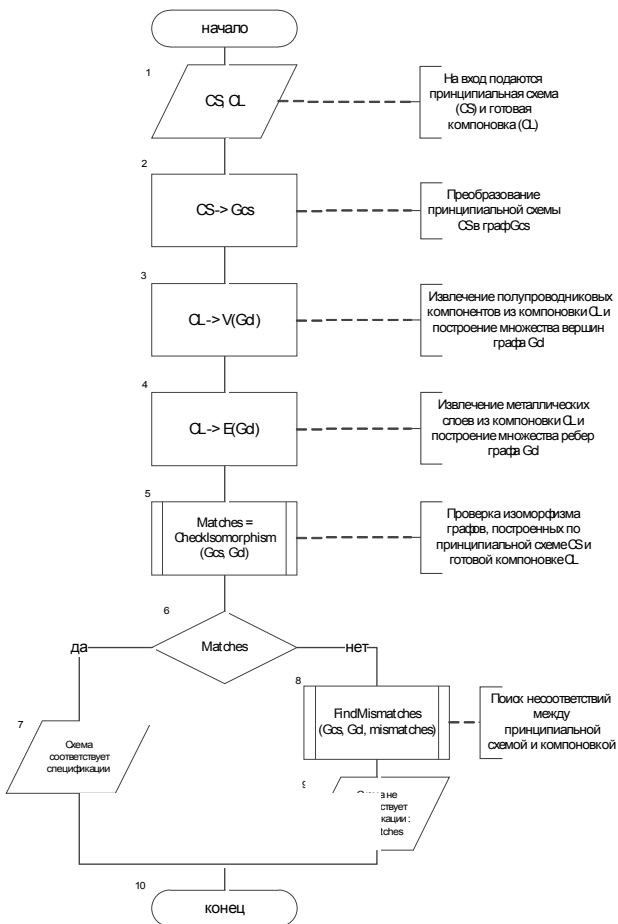 начало
1
CS, CL
На вход подаются
принципиальная схема
(CS) и готовая
компоновка (CL)
2
CS-> Gcs
Преобразование
принципиальной схемы
CS в граф Gcs
3
CL-> V(Gcl)
Извлечение полупроводниковых
компонентов из компоновки CL и
построение множества вершин
графа Gcl
4
CL-> E(Gcl)
Извлечение металлических
слоев из компоновки CL и
построение множества ребер
графа Gcl
5
Matches =
CheckIsomorphism
(Gcs, Gcl)
Проверка изоморфизма
графов, построенных по
принципиальной схеме CS и
готовой компоновке CL
6
Matches
да
нет
7
Схема
соответствует
спецификации
8
FindMismatches
(Gcs, Gcl, mismatches)
Поиск несоответствий
между
принципиальной
схемой и компоновкой
не
10
конец